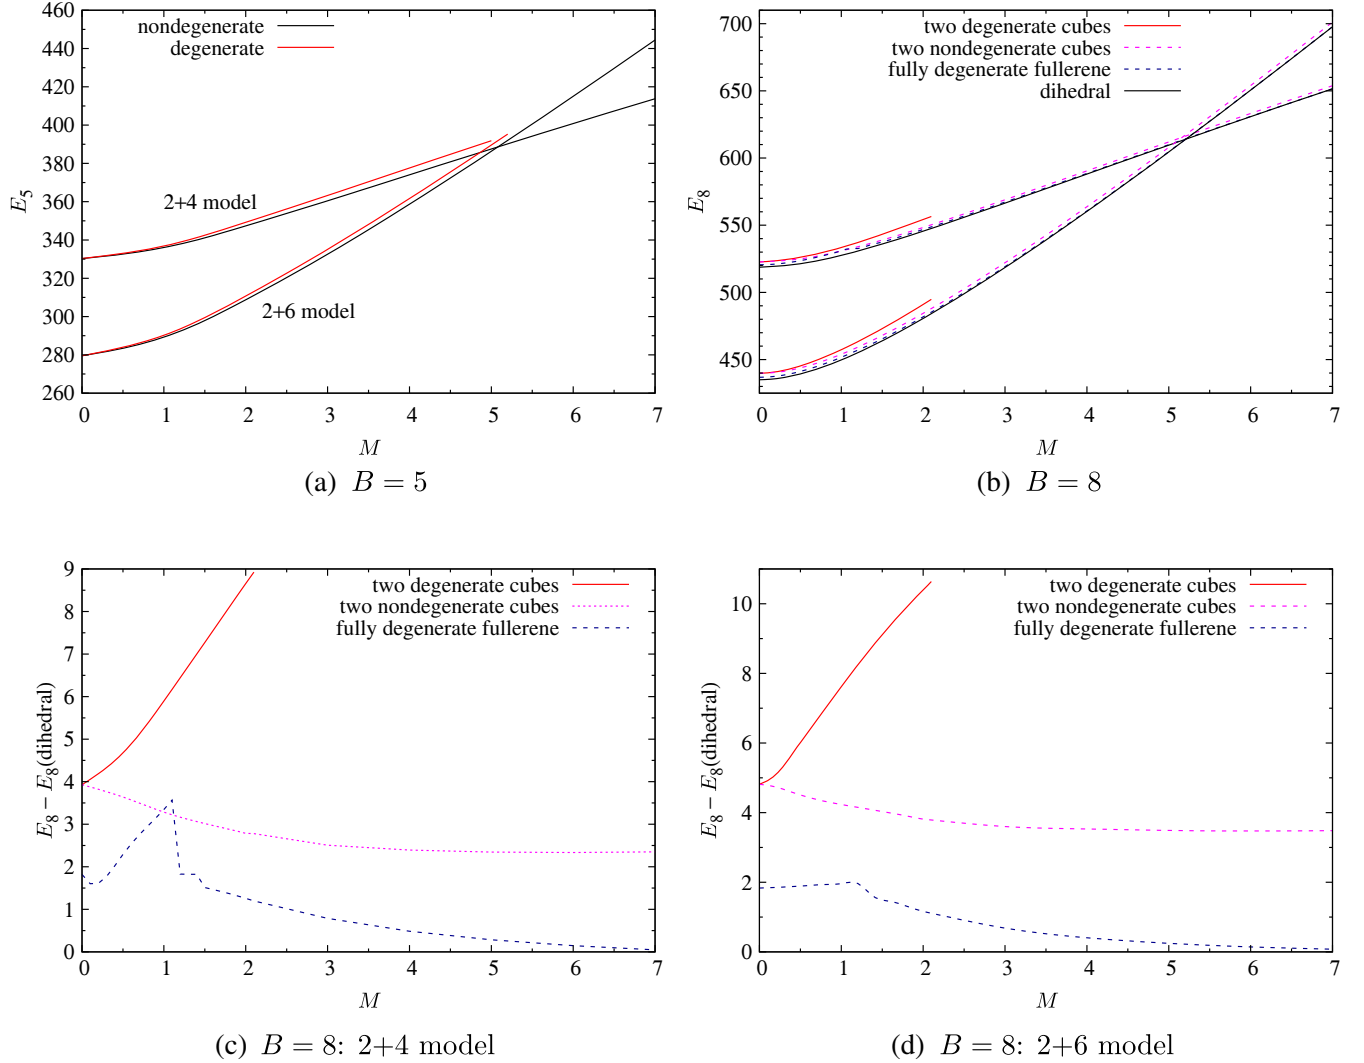 nondegenerate
degenerate
460
440
420
400
380
360
340
320
300
280
260
E5
2+4 model
2+6 model
0 1 2 3 4 5 6 7
M
(a) B = 5
two degenerate cubes
two nondegenerate cubes
fully degenerate fullerene
dihedral
700
650
600
550
500
450
E8
0 1 2 3 4 5 6 7
M
(b) B = 8
two degenerate cubes
two nondegenerate cubes
fully degenerate fullerene
9
8
7
6
5
4
3
2
1
0
E8 − E8(dihedral)
0 1 2 3 4 5 6 7
M
(c) B = 8: 2+4 model
two degenerate cubes
two nondegenerate cubes
fully degenerate fullerene
10
8
6
4
2
0
E8 − E8(dihedral)
0 1 2 3 4 5 6 7
M
(d) B = 8: 2+6 model